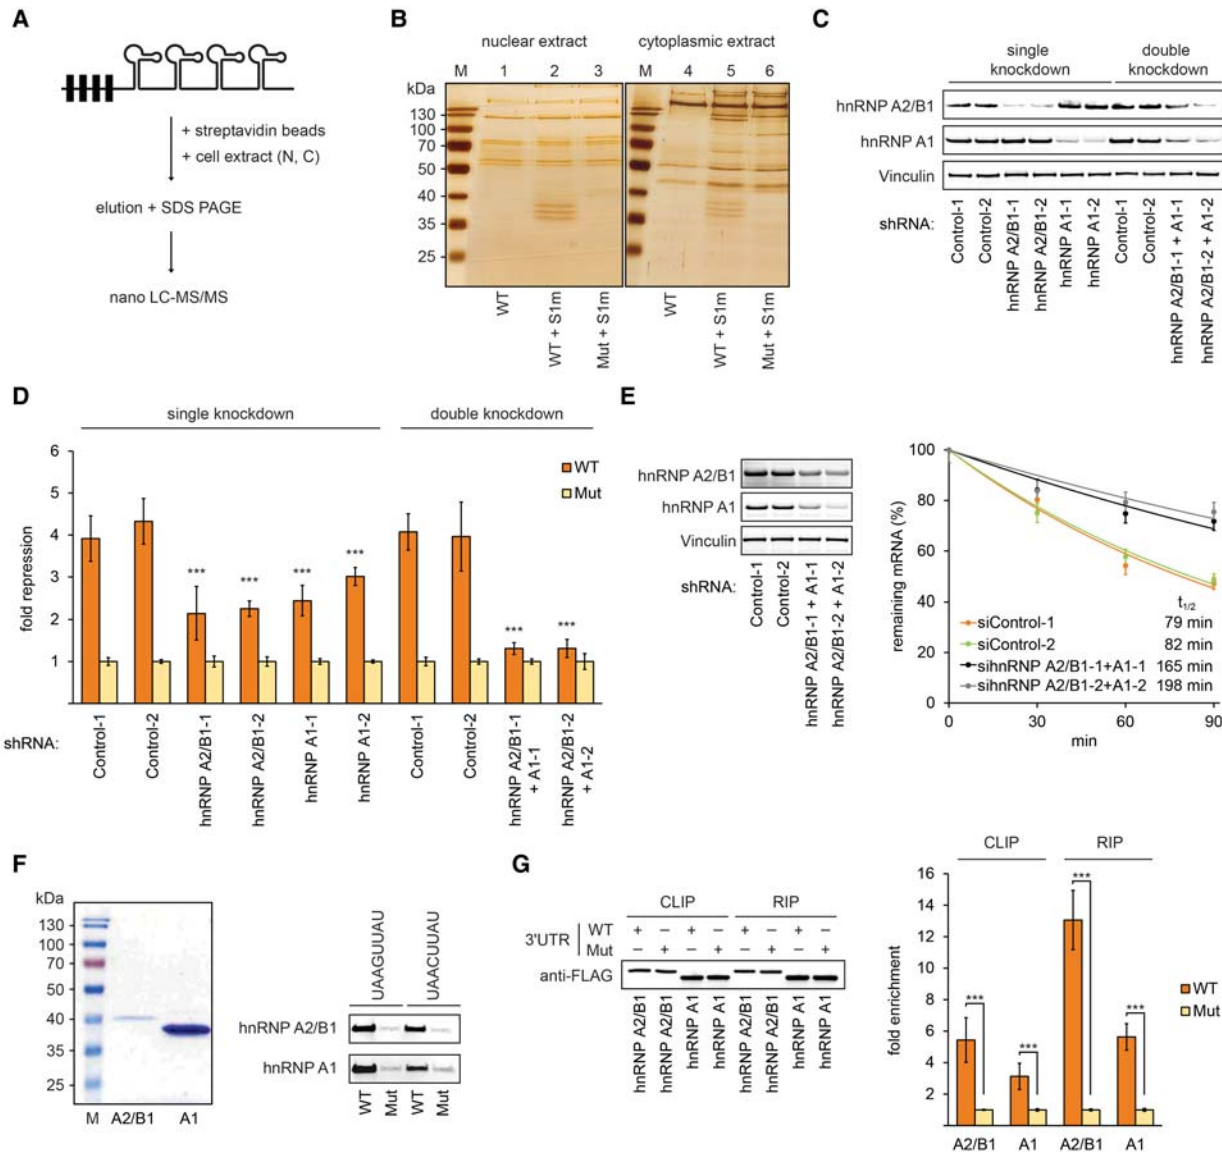 A
+ streptavidin beads
+ cell extract (N, C)
elution + SDS PAGE
nano LC-MS/MS
B
nuclear extract
cytoplasmic extract
M 1 2 3 M 4 5 6
kDa
130
100
70
50
40
35
25
WT
WT + S1m
Mut + S1m
WT
WT + S1m
Mut + S1m
C
single knockdown
double knockdown
hnRNP A2/B1
hnRNP A1
Vinculin
shRNA:
Control-1
Control-2
hnRNP A2/B1-1
hnRNP A2/B1-2
hnRNP A1-1
hnRNP A1-2
Control-1
Control-2
hnRNP A2/B1-1 + A1-1
hnRNP A2/B1-2 + A1-2
D
single knockdown
double knockdown
fold repression
6
5
4
3
2
1
WT
Mut
***
***
***
***
***
***
shRNA:
Control-1
Control-2
hnRNP A2/B1-1
hnRNP A2/B1-2
hnRNP A1-1
hnRNP A1-2
Control-1
Control-2
hnRNP A2/B1-1
+ A1-1
hnRNP A2/B1-2
+ A1-2
E
hnRNP A2/B1
hnRNP A1
Vinculin
shRNA:
Control-1
Control-2
hnRNP A2/B1-1 + A1-1
hnRNP A2/B1-2 + A1-2
remaining mRNA (%)
100
80
60
40
20
0
t1/2
siControl-1 79 min
siControl-2 82 min
sihnRNP A2/B1-1+A1-1 165 min
sihnRNP A2/B1-2+A1-2 198 min
0 30 60 90
min
F
kDa
130
100
70
50
40
35
25
M A2/B1 A1
UAAGUUAU
UAACUUAU
hnRNP A2/B1
hnRNP A1
WT
Mut
WT
Mut
G
CLIP RIP
3'UTR
WT + – + – + – + –
Mut – + – + – + – +
anti-FLAG
hnRNP A2/B1
hnRNP A2/B1
hnRNP A1
hnRNP A1
hnRNP A2/B1
hnRNP A2/B1
hnRNP A1
hnRNP A1
CLIP RIP
fold enrichment
16
14
12
10
8
6
4
2
***
***
***
***
WT
Mut
A2/B1 A1 A2/B1 A1